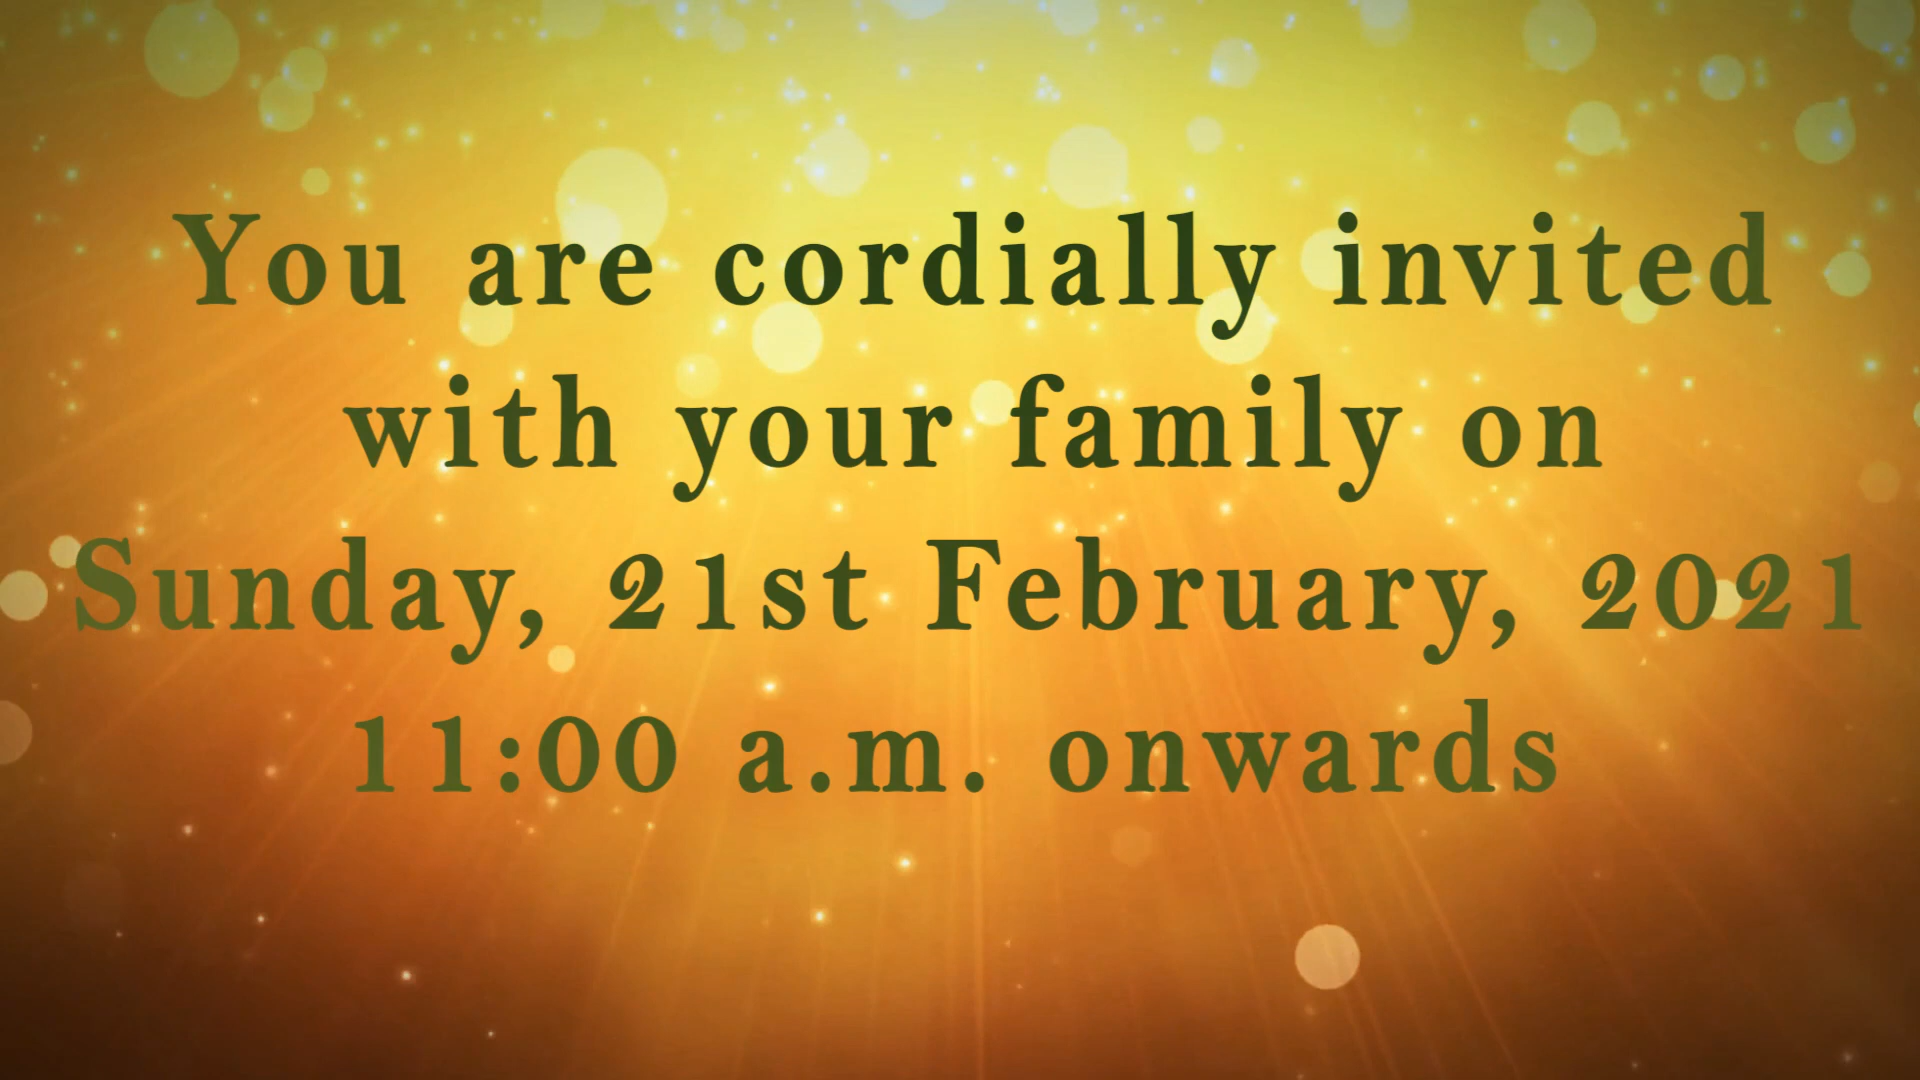 You are cordially invited
with your family on
Sunday, 21st February, 2021
11:00 a.m. onwards